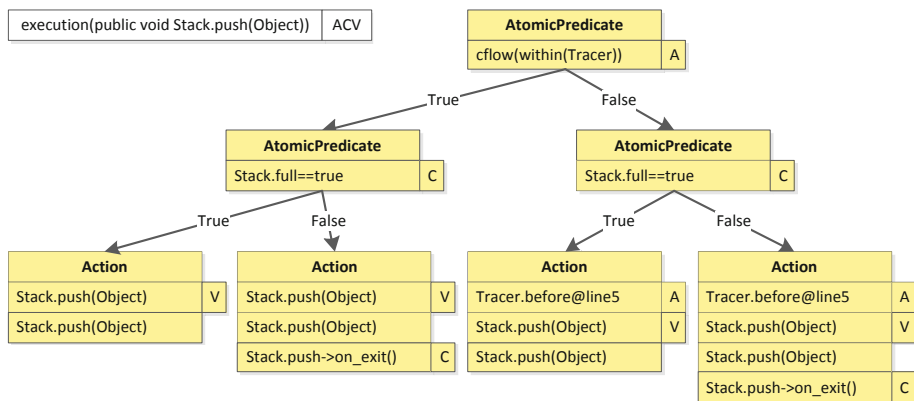 execution(public void Stack.push(Object)) ACV
AtomicPredicate
cflow(within(Tracer)) A
True False
AtomicPredicate
Stack.full==true C
AtomicPredicate
Stack.full==true C
True False
True False
Action
Stack.push(Object) V
Stack.push(Object)
Action
Stack.push(Object) V
Stack.push(Object)
Stack.push->on_exit() C
Action
Tracer.before@line5 A
Stack.push(Object) V
Stack.push(Object)
Action
Tracer.before@line5 A
Stack.push(Object) V
Stack.push(Object)
Stack.push->on_exit() C